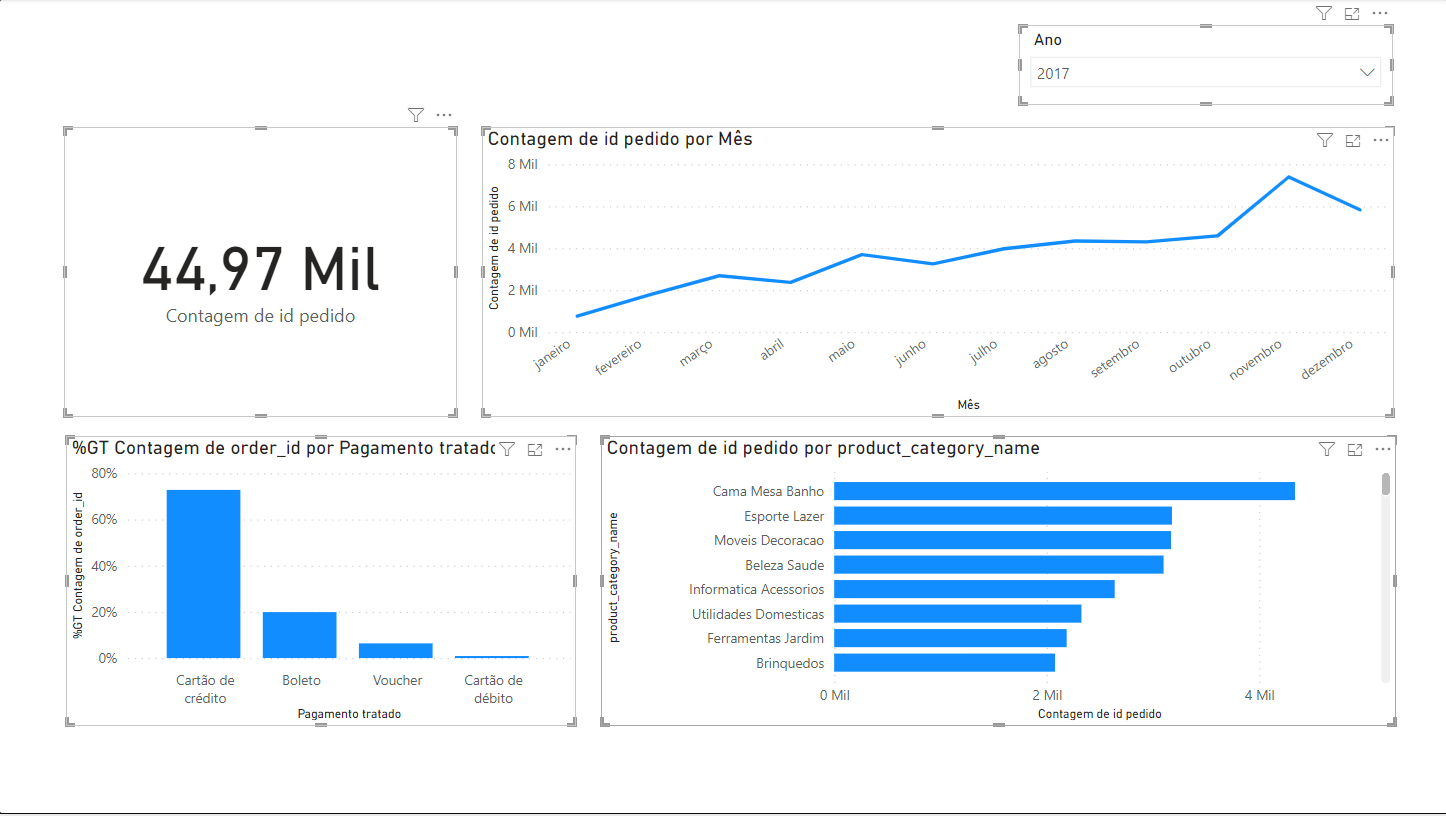 Ano
2017
44,97 Mil
Contagem de id pedido
Contagem de id pedido por Mês
Contagem de id pedido
8 Mil
6 Mil
4 Mil
2 Mil
0 Mil
janeiro
fevereiro
março
abril
maio
junho
julho
agosto
setembro
outubro
novembro
dezembro
Mês
%GT Contagem de order_id por Pagamento tratado
%GT Contagem de order_id
80%
60%
40%
20%
0%
Cartão de
crédito
Boleto
Voucher
Cartão de
débito
Pagamento tratado
Contagem de id pedido por product_category_name
product_category_name
Cama Mesa Banho
Esporte Lazer
Moveis Decoracao
Beleza Saude
Informatica Acessorios
Utilidades Domesticas
Ferramentas Jardim
Brinquedos
0 Mil
2 Mil
4 Mil
Contagem de id pedido